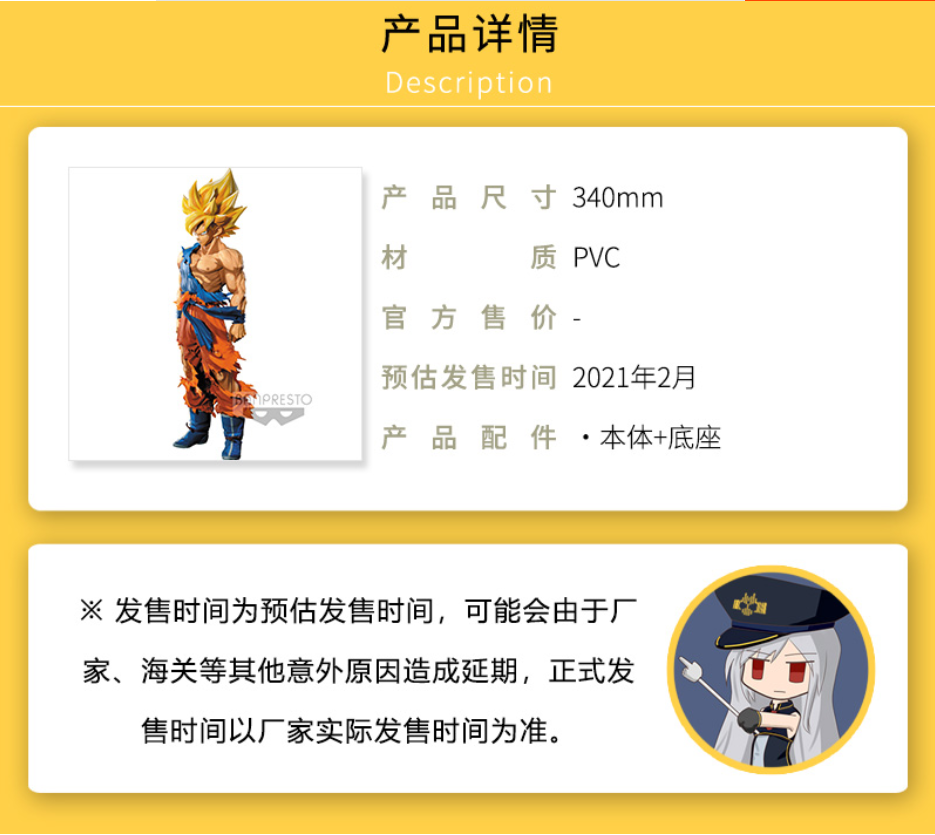 产品详情
Description
产品尺寸 340mm
材质 PVC
官方售价 -
预估发售时间 2021年2月
产品配件 ・本体+底座
BANPRESTO
※ 发售时间为预估发售时间，可能会由于厂
家、海关等其他意外原因造成延期，正式发
售时间以厂家实际发售时间为准。